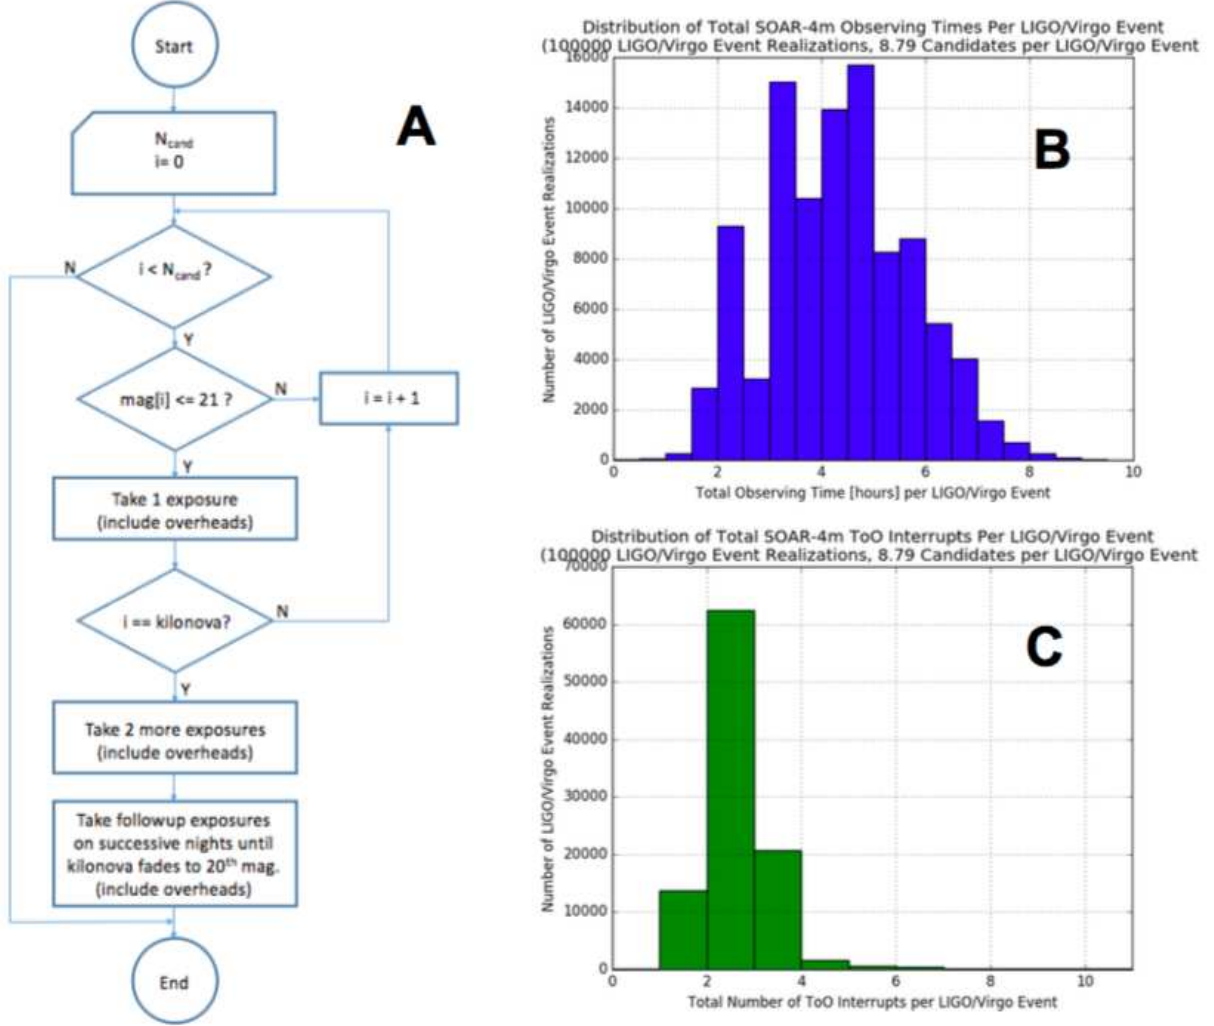 Start
N_cand
i= 0
i < N_cand ?
N
Y
mag[i] <= 21 ?
N
i = i + 1
Y
Take 1 exposure
(include overheads)
i == kilonova?
N
Y
Take 2 more exposures
(include overheads)
Take followup exposures
on successive nights until
kilonova fades to 20th mag.
(include overheads)
End
A
Distribution of Total SOAR-4m Observing Times Per LIGO/Virgo Event
(100000 LIGO/Virgo Event Realizations, 8.79 Candidates per LIGO/Virgo Event
Number of LIGO/Virgo Event Realizations
16000
14000
12000
10000
8000
6000
4000
2000
0
0 2 4 6 8 10
Total Observing Time [hours] per LIGO/Virgo Event
B
Distribution of Total SOAR-4m ToO Interrupts Per LIGO/Virgo Event
(100000 LIGO/Virgo Event Realizations, 8.79 Candidates per LIGO/Virgo Event
Number of LIGO/Virgo Event Realizations
70000
60000
50000
40000
30000
20000
10000
0
0 2 4 6 8 10
Total Number of ToO Interrupts per LIGO/Virgo Event
C